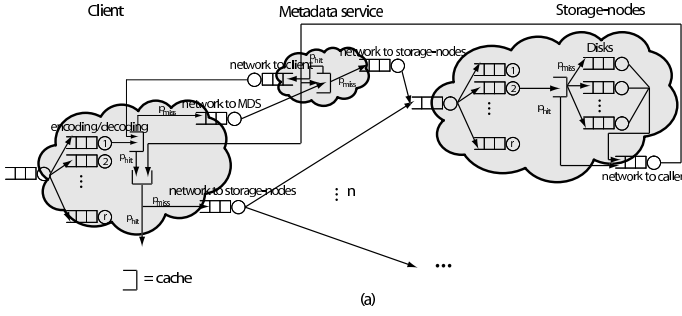 Client
Metadata service
Storage-nodes
network to client
Phit
Pmiss
network to storage-nodes
Disks
1
2
⋮
r
Pmiss
Phit
⋮
network to caller
network to MDS
Pmiss
encoding/decoding
1
2
⋮
r
Phit
Pmiss
Phit
network to storage-nodes
⋮ n
...
= cache
(a)